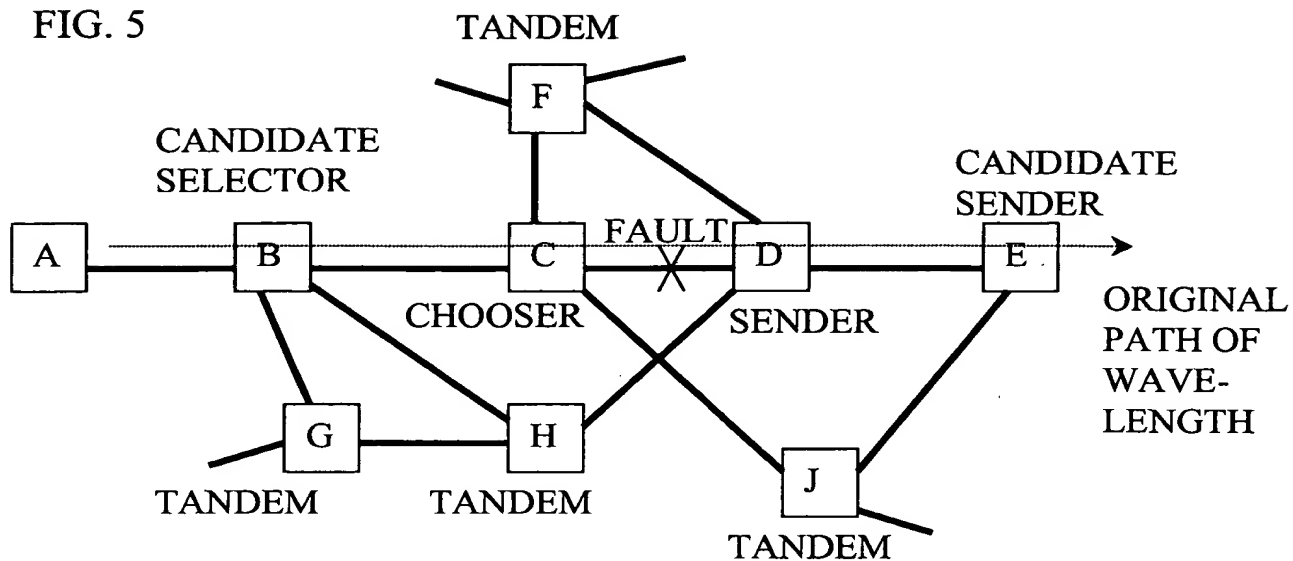 FIG. 5
TANDEM
F
CANDIDATE
SELECTOR
CANDIDATE
SENDER
A
B
C
FAULT
D
E
CHOOSER
SENDER
ORIGINAL
PATH OF
WAVE-
LENGTH
G
H
J
TANDEM
TANDEM
TANDEM